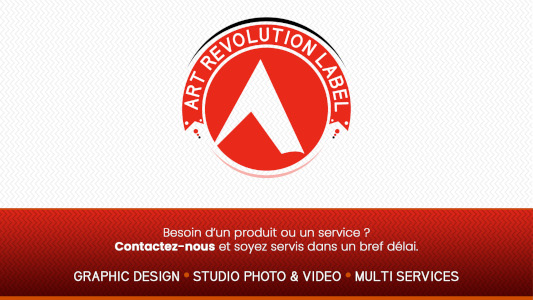 ART REVOLUTION LABEL
Besoin d'un produit ou un service ?
Contactez-nous et soyez servis dans un bref délai.
GRAPHIC DESIGN • STUDIO PHOTO & VIDEO • MULTI SERVICES